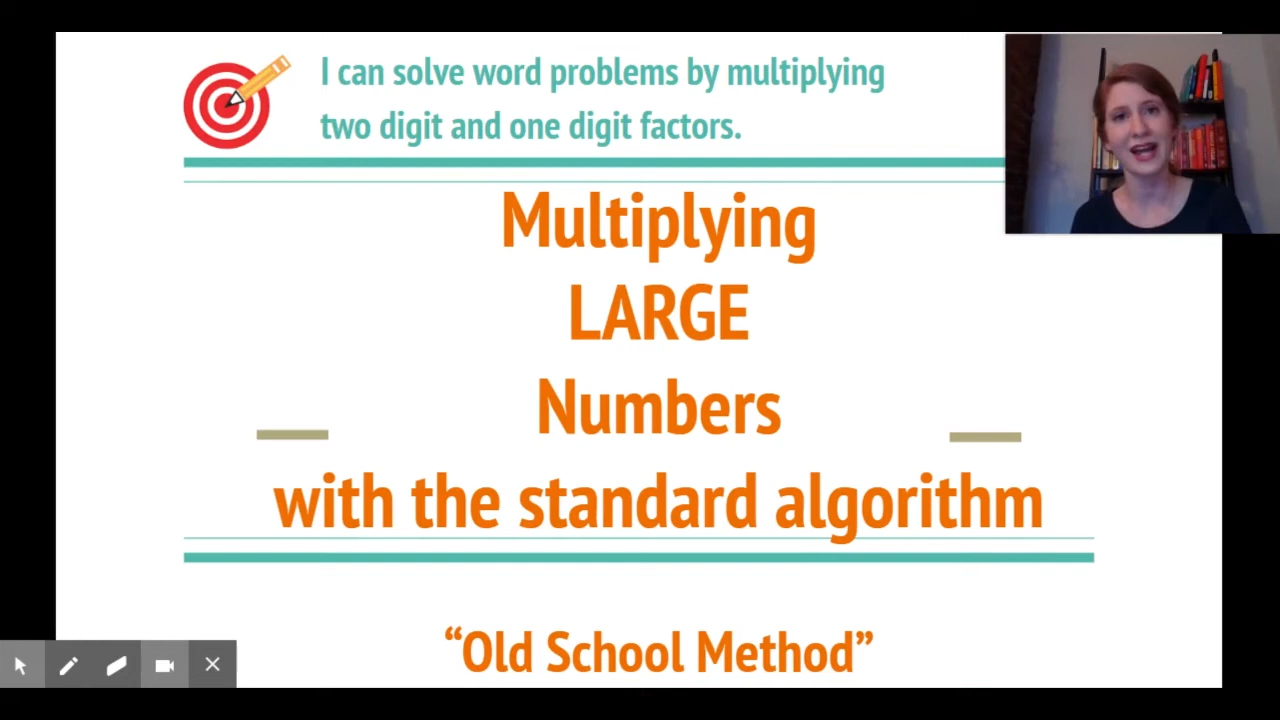 I can solve word problems by multiplying
two digit and one digit factors.
Multiplying
LARGE
Numbers
with the standard algorithm
“Old School Method”